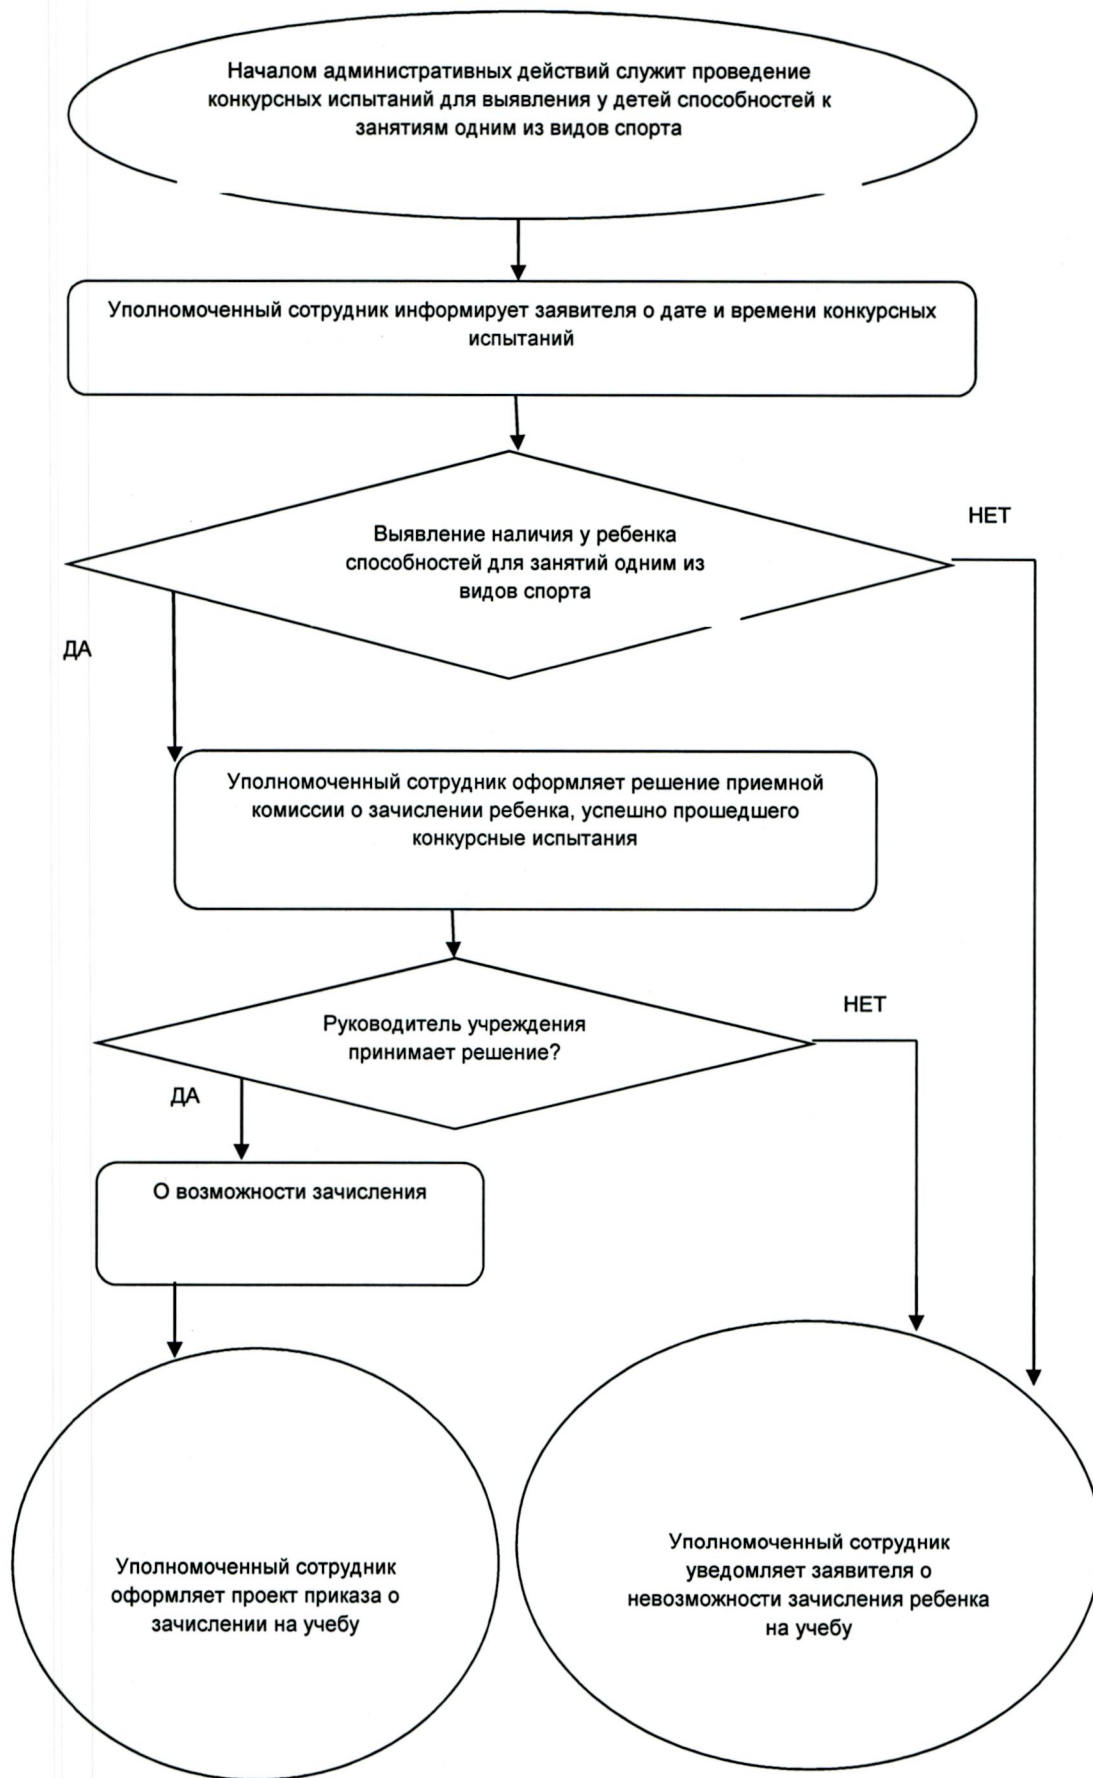 Началом административных действий служит проведение
конкурсных испытаний для выявления у детей способностей к
занятиям одним из видов спорта
Уполномоченный сотрудник информирует заявителя о дате и времени конкурсных
испытаний
НЕТ
Выявление наличия у ребенка
способностей для занятий одним из
видов спорта
ДА
Уполномоченный сотрудник оформляет решение приемной
комиссии о зачислении ребенка, успешно прошедшего
конкурсные испытания
НЕТ
Руководитель учреждения
принимает решение?
ДА
О возможности зачисления
Уполномоченный сотрудник
оформляет проект приказа о
зачислении на учебу
Уполномоченный сотрудник
уведомляет заявителя о
невозможности зачисления ребенка
на учебу